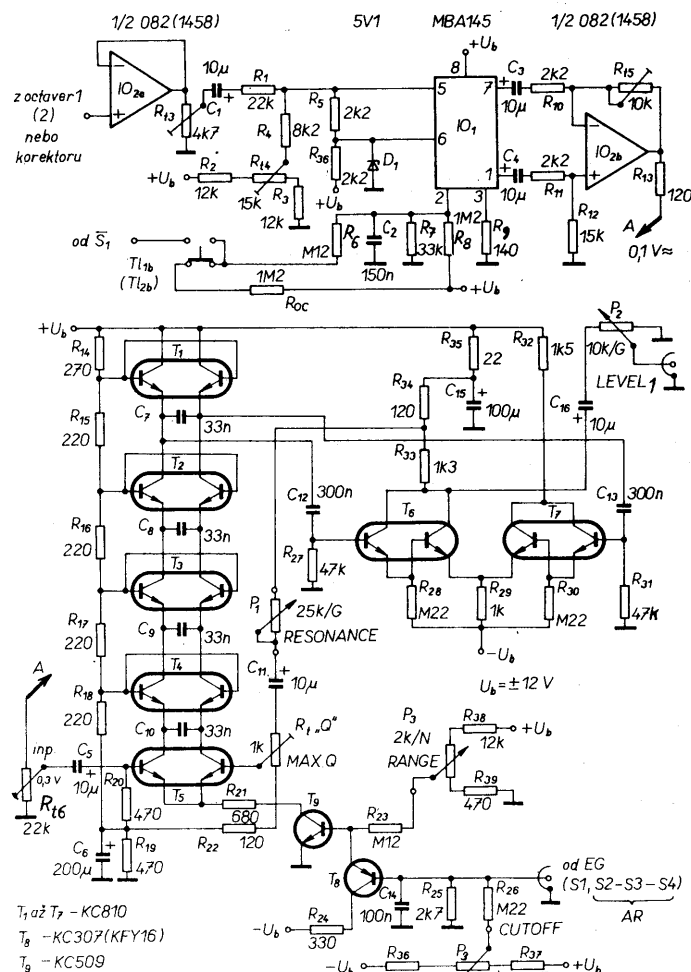 1/2 082 (1458)
5V1
MBA145
1/2 082 (1458)
+Ub
8
10µ
R1
22k
IO2a
C1
Rt3
4k7
z octaver 1
(2)
nebo
korektoru
R4
8k2
R5
2k2
5
7
6
IO1
1
2
3
C3
10µ
2k2
R10
Rt5
10k
IO2b
C4
10µ
2k2
R11
R12
15k
R13
120
A
0,1 V≈
+Ub
R2
12k
Rt4
15k
R3
12k
R36
2k2
+Ub
D1
od S̅1
Tl1b
(Tl2b)
M12
R6
C2
150n
R7
33k
1M2
R8
R9
140
1M2
Roc
+Ub
+Ub
R14
270
T1
R15
220
C7
33n
T2
R16
220
C8
33n
T3
R17
220
C9
33n
T4
R18
220
C10
33n
T5
R35
22
R32
1k5
P2
10k/G
LEVEL 1
R34
120
C15
100µ
C16
10µ
R33
1k3
C12
300n
T6
T7
C13
300n
R27
47k
R28
M22
R29
1k
R30
M22
R31
47k
-Ub
Ub = ± 12 V
P1
25k/G
RESONANCE
C11
10µ
Rt „Q"
1k
MAX. Q
A
inp.
0,3 V
Rt6
22k
C5
10µ
R20
470
R21
680
R22
120
R19
470
C6
200µ
P3
2k/N
RANGE
R38
12k
+Ub
R39
470
T9
R23
M12
T8
C14
100n
R25
2k7
R26
M22
od EG
(S1, S2-S3-S4)
AR
CUTOFF
R24
330
-Ub
-Ub
R36
P3
R37
+Ub
T1 až T7 - KC810
T8 - KC307 (KFY16)
T9 - KC509